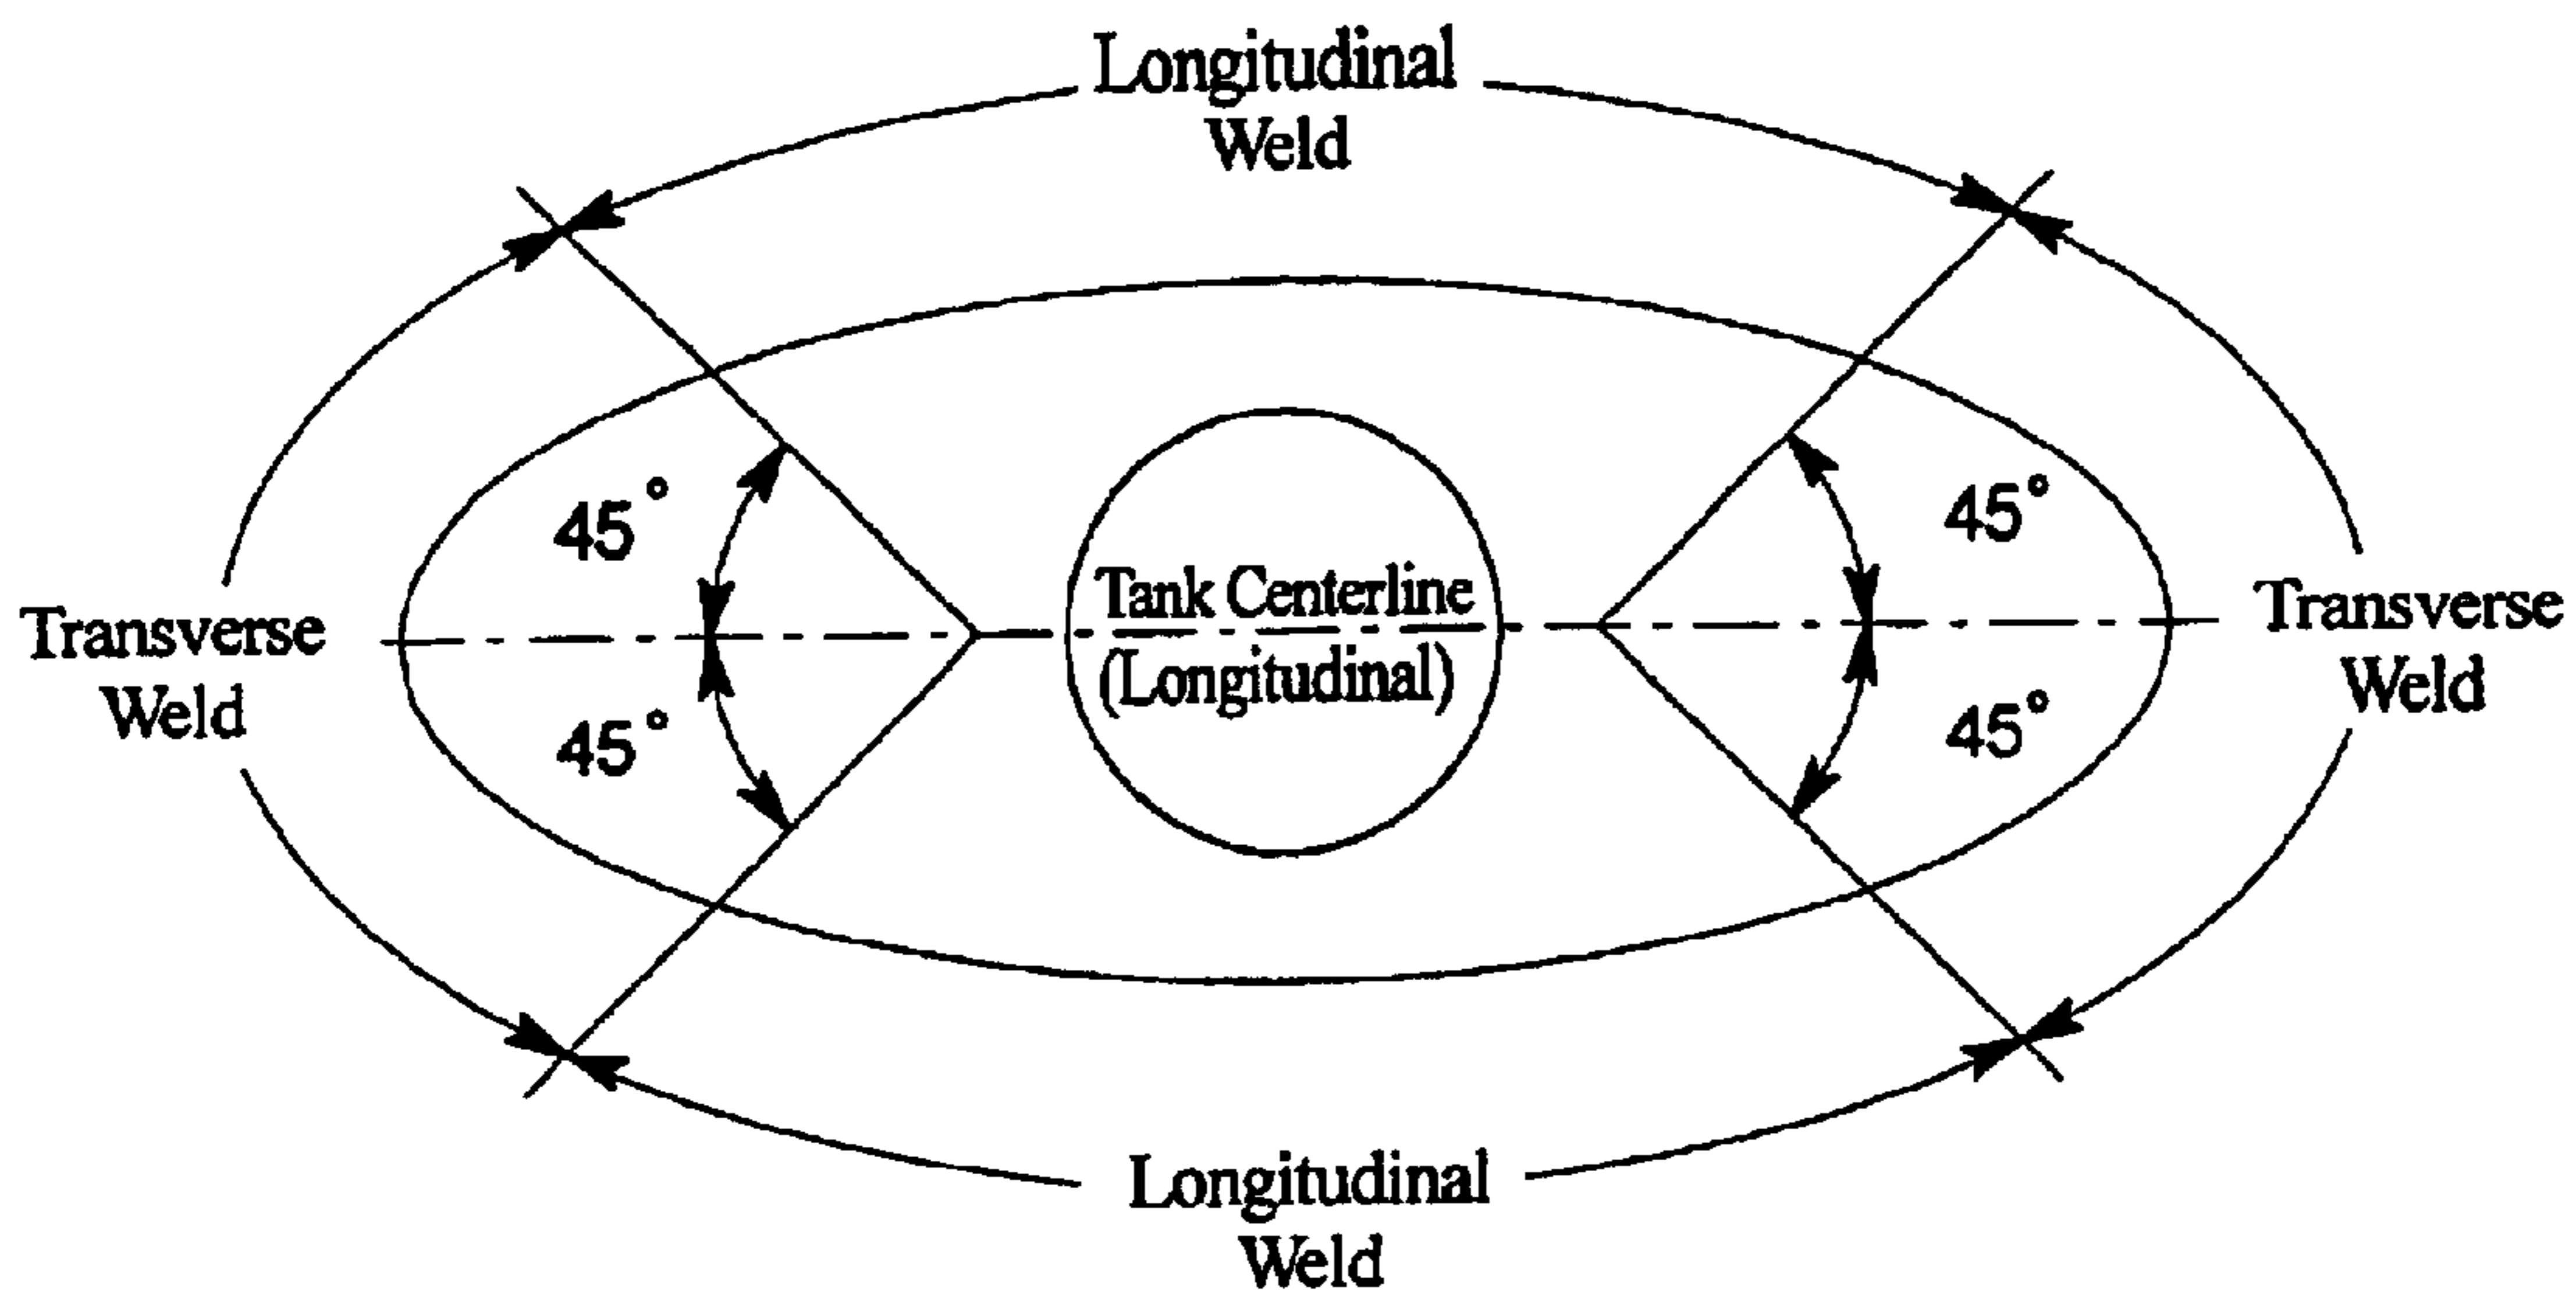 Longitudinal
Weld
45°
45°
Tank Centerline
(Longitudinal)
Transverse
Weld
Transverse
Weld
45°
45°
Longitudinal
Weld